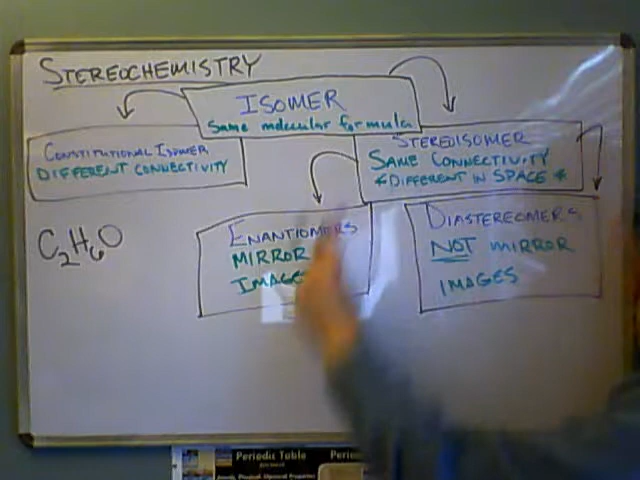 STEREOCHEMISTRY
ISOMER
Same molecular formula
CONSTITUTIONAL ISOMER
DIFFERENT CONNECTIVITY
STEREOISOMER
SAME CONNECTIVITY
*DIFFERENT IN SPACE*
C2H6O
ENANTIOMERS
MIRROR
IMAGES
DIASTEREOMERS
NOT MIRROR
IMAGES
Periodic Table